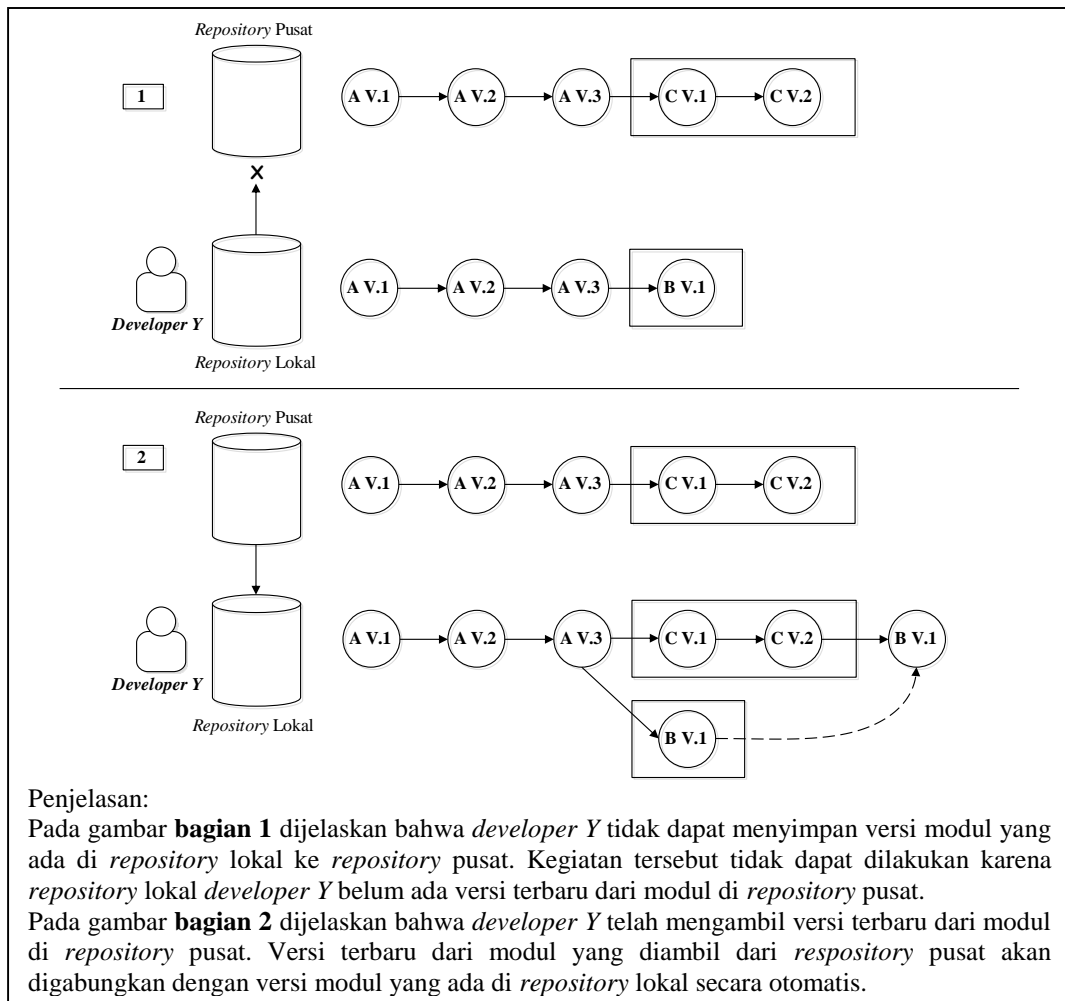 Repository Pusat
1
A V.1 A V.2 A V.3 C V.1 C V.2
X
A V.1 A V.2 A V.3 B V.1
Developer Y
Repository Lokal
Repository Pusat
2
A V.1 A V.2 A V.3 C V.1 C V.2
A V.1 A V.2 A V.3 C V.1 C V.2 B V.1
Developer Y
Repository Lokal
B V.1
Penjelasan:
Pada gambar bagian 1 dijelaskan bahwa developer Y tidak dapat menyimpan versi modul yang
ada di repository lokal ke repository pusat. Kegiatan tersebut tidak dapat dilakukan karena
repository lokal developer Y belum ada versi terbaru dari modul di repository pusat.
Pada gambar bagian 2 dijelaskan bahwa developer Y telah mengambil versi terbaru dari modul
di repository pusat. Versi terbaru dari modul yang diambil dari respository pusat akan
digabungkan dengan versi modul yang ada di repository lokal secara otomatis.